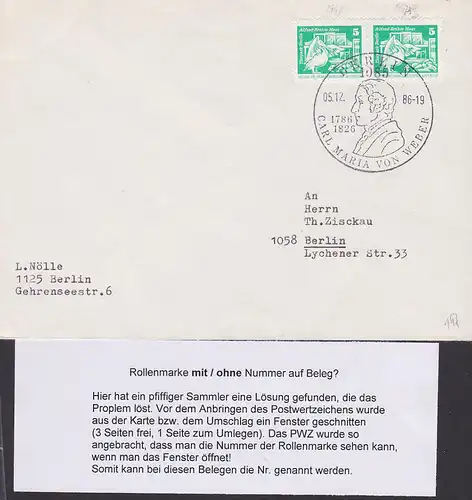 Alfred-Brehm-Haus 5 Alfred-Brehm-Haus 5
BERLIN
1085
05.12. 86-19
1786
1826
CARL MARIA VON WEBER
An
Herrn
Th.Zisckau
1058 Berlin
Lychener Str.33
L.Nölle
1125 Berlin
Gehrenseestr.6
Rollenmarke mit / ohne Nummer auf Beleg?
Hier hat ein pfiffiger Sammler eine Lösung gefunden, die das
Proplem löst. Vor dem Anbringen des Postwertzeichens wurde
aus der Karte bzw. dem Umschlag ein Fenster geschnitten
(3 Seiten frei, 1 Seite zum Umlegen). Das PWZ wurde so
angebracht, dass man die Nummer der Rollenmarke sehen kann,
wenn man das Fenster öffnet!
Somit kann bei diesen Belegen die Nr. genannt werden.